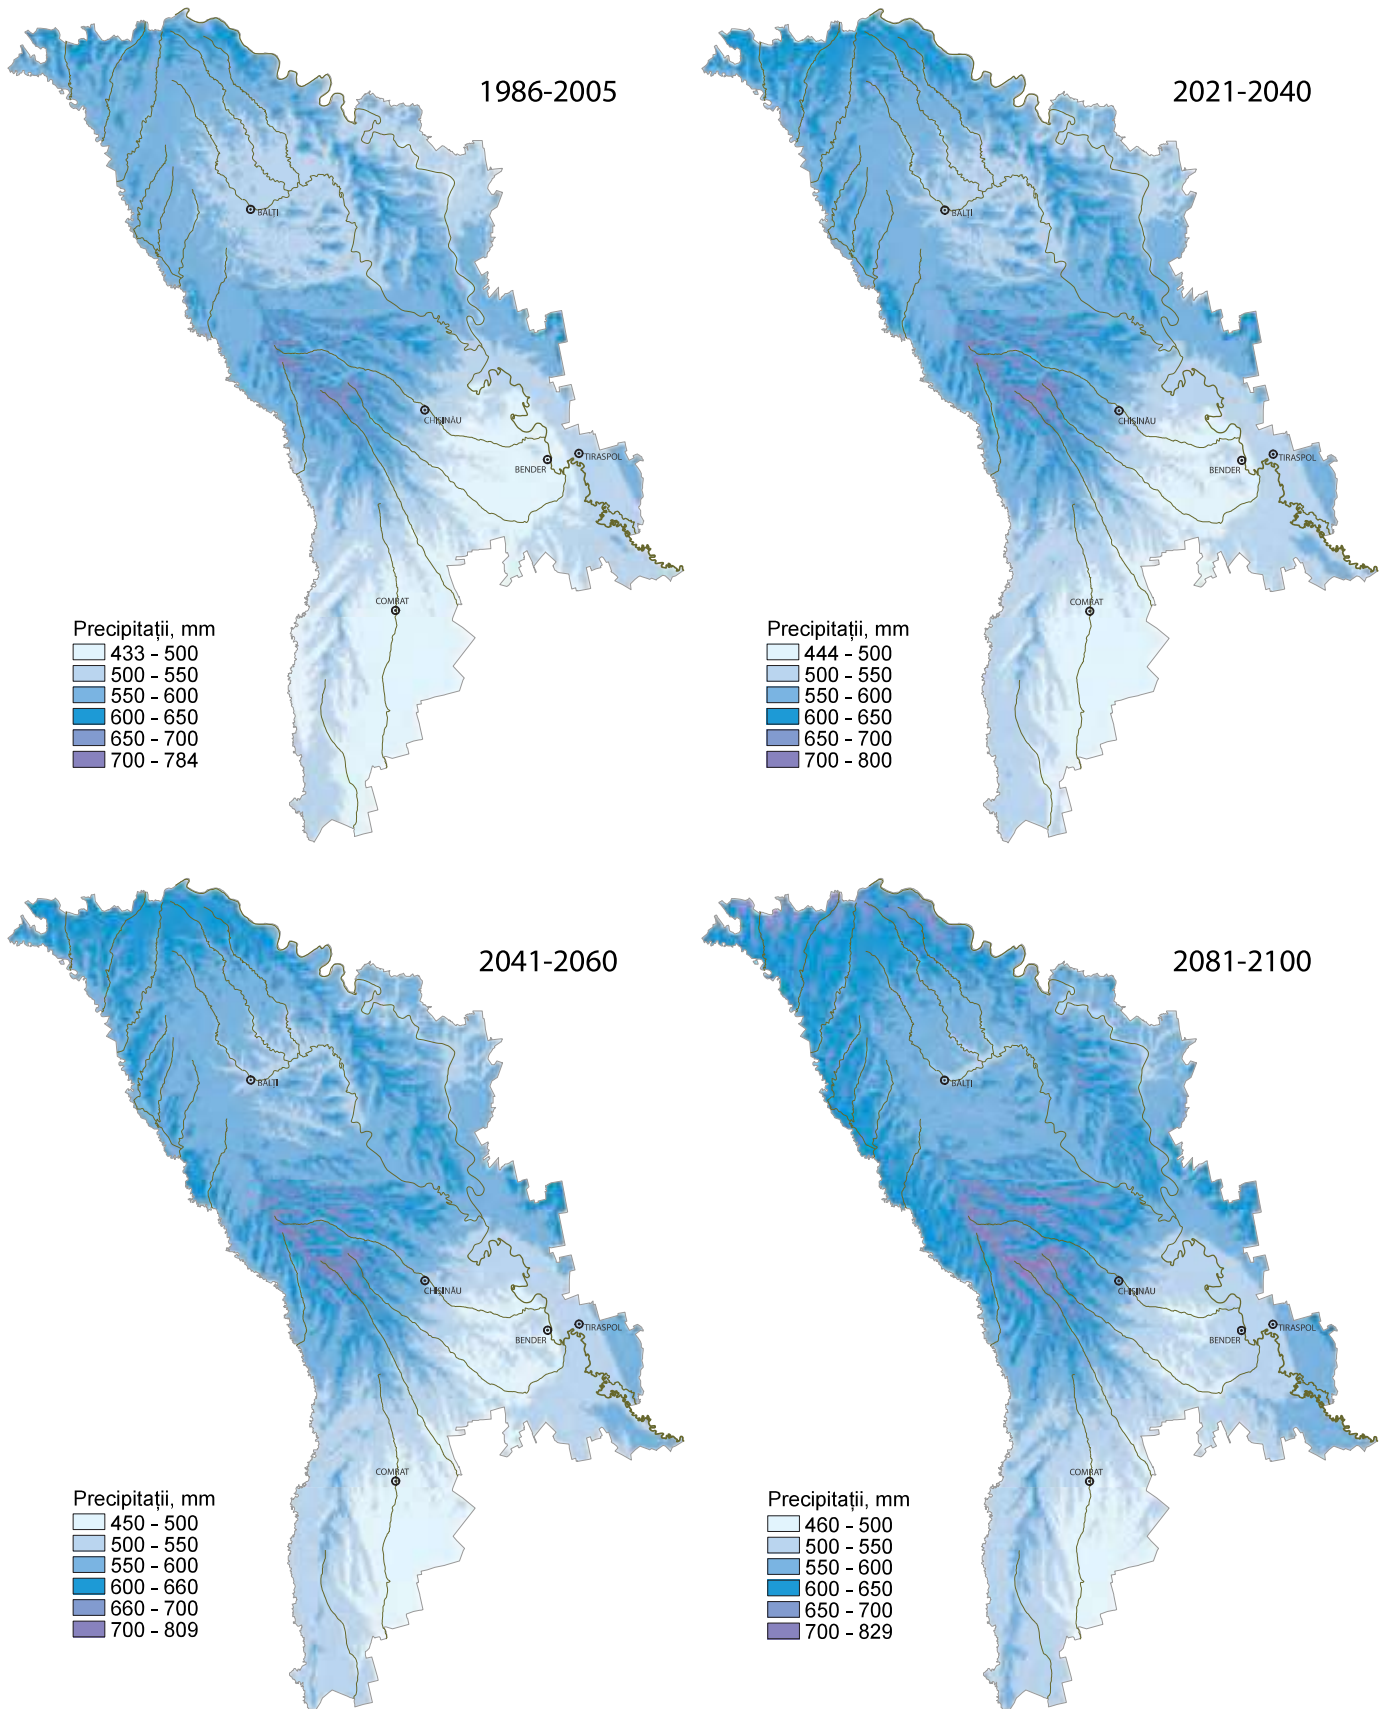 1986-2005
BĂLȚI
CHIȘINĂU
BENDER
TIRASPOL
COMRAT
Precipitații, mm
433 - 500
500 - 550
550 - 600
600 - 650
650 - 700
700 - 784
2021-2040
BĂLȚI
CHIȘINĂU
BENDER
TIRASPOL
COMRAT
Precipitații, mm
444 - 500
500 - 550
550 - 600
600 - 650
650 - 700
700 - 800
2041-2060
BĂLȚI
CHIȘINĂU
BENDER
TIRASPOL
COMRAT
Precipitații, mm
450 - 500
500 - 550
550 - 600
600 - 660
660 - 700
700 - 809
2081-2100
BĂLȚI
CHIȘINĂU
BENDER
TIRASPOL
COMRAT
Precipitații, mm
460 - 500
500 - 550
550 - 600
600 - 650
650 - 700
700 - 829